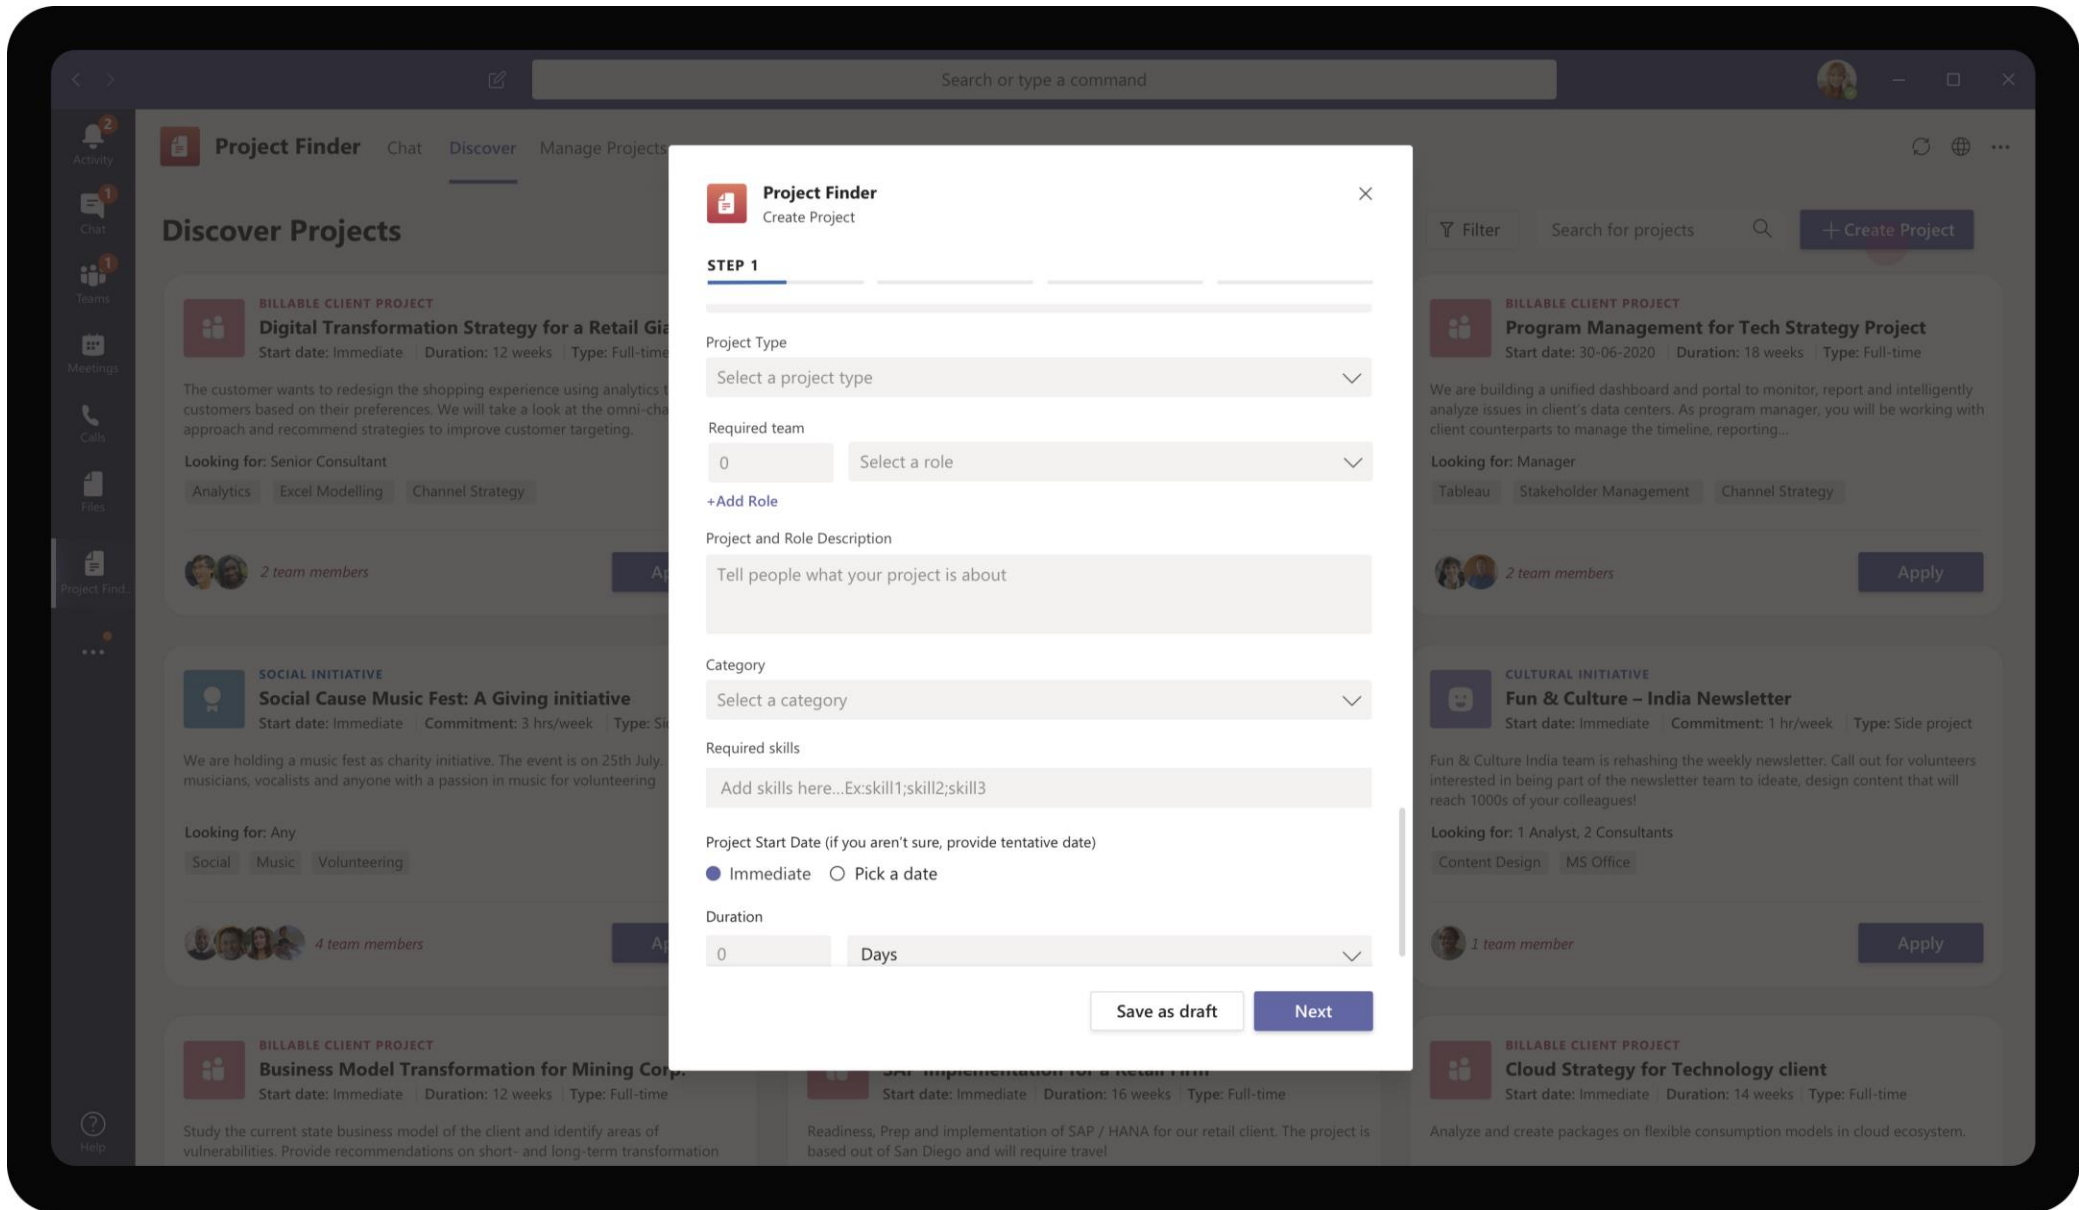 Search or type a command
2
Activity
1
Chat
1
Teams
Meetings
Calls
Files
Project Find..
Help
Project Finder Chat Discover Manage Projects
Discover Projects
Filter
Search for projects
+ Create Project
BILLABLE CLIENT PROJECT
Digital Transformation Strategy for a Retail Gia
Start date: Immediate Duration: 12 weeks Type: Full-time
The customer wants to redesign the shopping experience using analytics t
customers based on their preferences. We will take a look at the omni-cha
approach and recommend strategies to improve customer targeting.
Looking for: Senior Consultant
Analytics Excel Modelling Channel Strategy
2 team members
Ap
SOCIAL INITIATIVE
Social Cause Music Fest: A Giving initiative
Start date: Immediate Commitment: 3 hrs/week Type: Si
We are holding a music fest as charity initiative. The event is on 25th July.
musicians, vocalists and anyone with a passion in music for volunteering
Looking for: Any
Social Music Volunteering
4 team members
Ap
BILLABLE CLIENT PROJECT
Business Model Transformation for Mining Corp.
Start date: Immediate Duration: 12 weeks Type: Full-time
Study the current state business model of the client and identify areas of
vulnerabilities. Provide recommendations on short- and long-term transformation
Project Finder
Create Project
STEP 1
Project Type
Select a project type
Required team
0 Select a role
+Add Role
Project and Role Description
Tell people what your project is about
Category
Select a category
Required skills
Add skills here...Ex:skill1;skill2;skill3
Project Start Date (if you aren't sure, provide tentative date)
Immediate Pick a date
Duration
0 Days
Save as draft Next
SAP Implementation for a Retail Firm
Start date: Immediate Duration: 16 weeks Type: Full-time
Readiness, Prep and implementation of SAP / HANA for our retail client. The project is
based out of San Diego and will require travel
BILLABLE CLIENT PROJECT
Program Management for Tech Strategy Project
Start date: 30-06-2020 Duration: 18 weeks Type: Full-time
We are building a unified dashboard and portal to monitor, report and intelligently
analyze issues in client's data centers. As program manager, you will be working with
client counterparts to manage the timeline, reporting...
Looking for: Manager
Tableau Stakeholder Management Channel Strategy
2 team members
Apply
CULTURAL INITIATIVE
Fun & Culture – India Newsletter
Start date: Immediate Commitment: 1 hr/week Type: Side project
Fun & Culture India team is rehashing the weekly newsletter. Call out for volunteers
interested in being part of the newsletter team to ideate, design content that will
reach 1000s of your colleagues!
Looking for: 1 Analyst, 2 Consultants
Content Design MS Office
1 team member
Apply
BILLABLE CLIENT PROJECT
Cloud Strategy for Technology client
Start date: Immediate Duration: 14 weeks Type: Full-time
Analyze and create packages on flexible consumption models in cloud ecosystem.